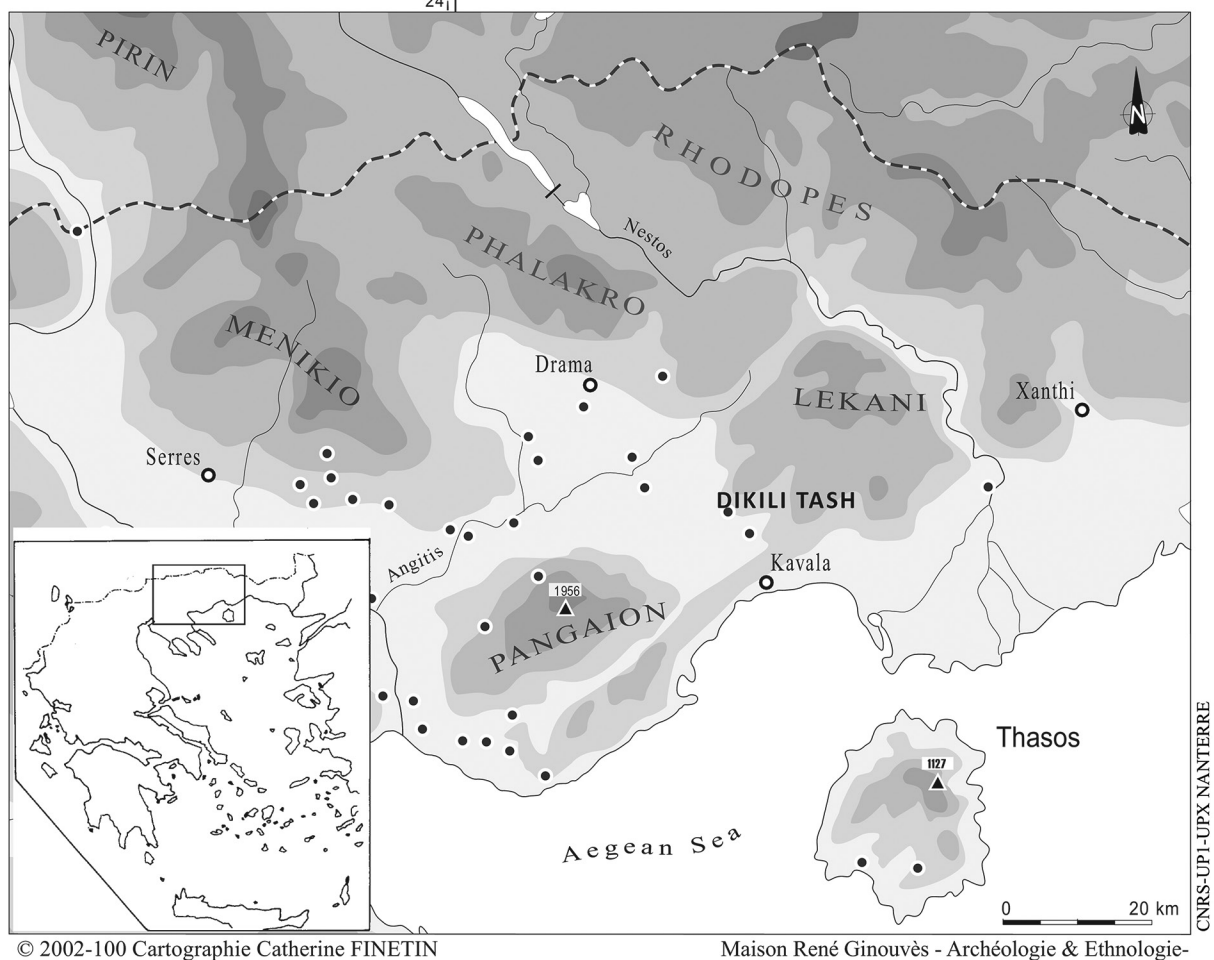 24
PIRIN
N
RHODOPES
Nestos
PHALAKRO
MENIKIO
Drama
LEKANI
Xanthi
Serres
DIKILI TASH
Angitis
Kavala
1956
PANGAION
Thasos
1127
Aegean Sea
0 20 km
CNRS-UP1-UPX NANTERRE
© 2002-100 Cartographie Catherine FINETIN
Maison René Ginouvès - Archéologie & Ethnologie-